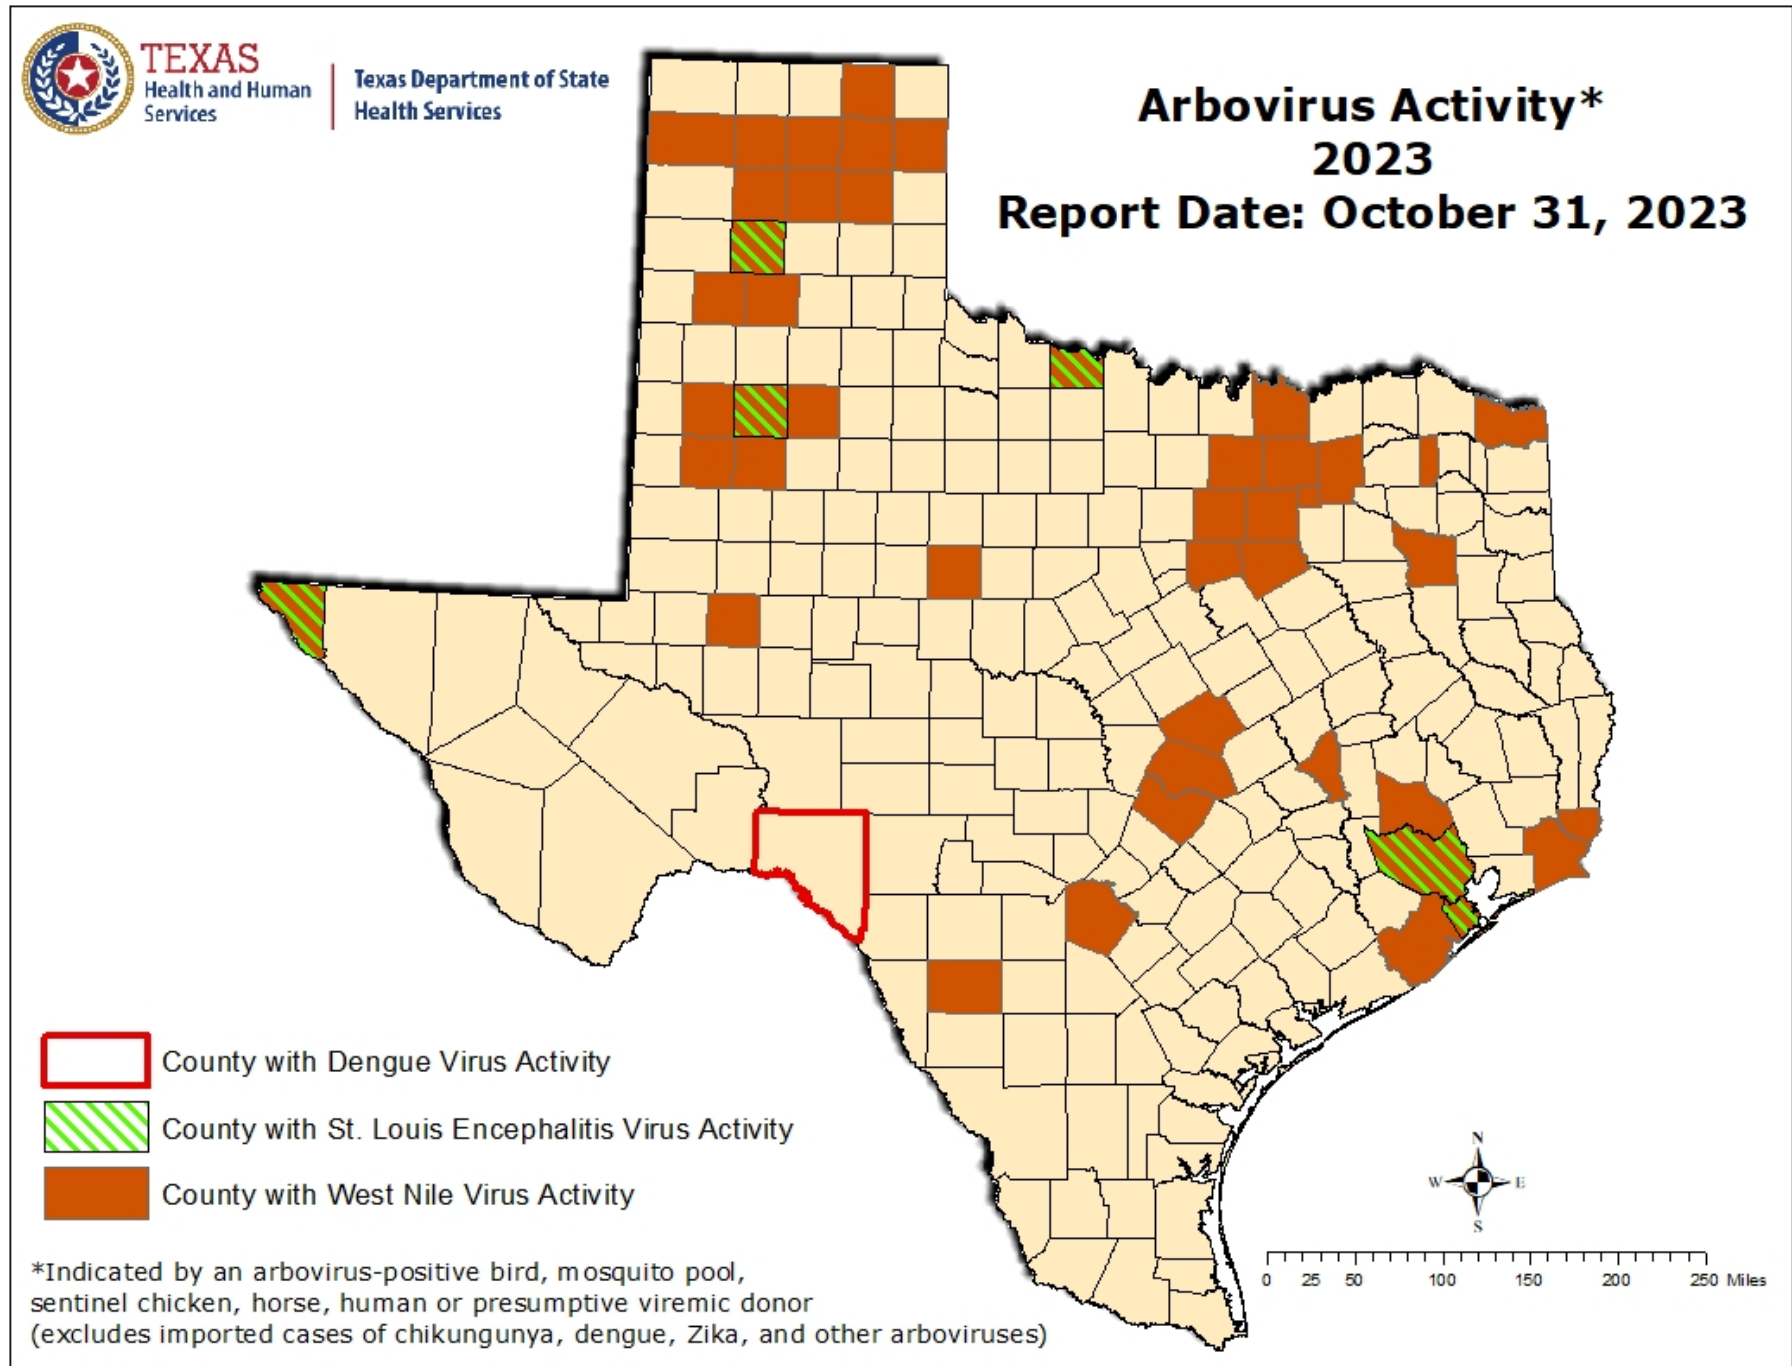 TEXAS
Health and Human
Services
Texas Department of State
Health Services
Arbovirus Activity*
2023
Report Date: October 31, 2023
County with Dengue Virus Activity
County with St. Louis Encephalitis Virus Activity
County with West Nile Virus Activity
*Indicated by an arbovirus-positive bird, mosquito pool,
sentinel chicken, horse, human or presumptive viremic donor
(excludes imported cases of chikungunya, dengue, Zika, and other arboviruses)
N
W E
S
0 25 50 100 150 200 250 Miles